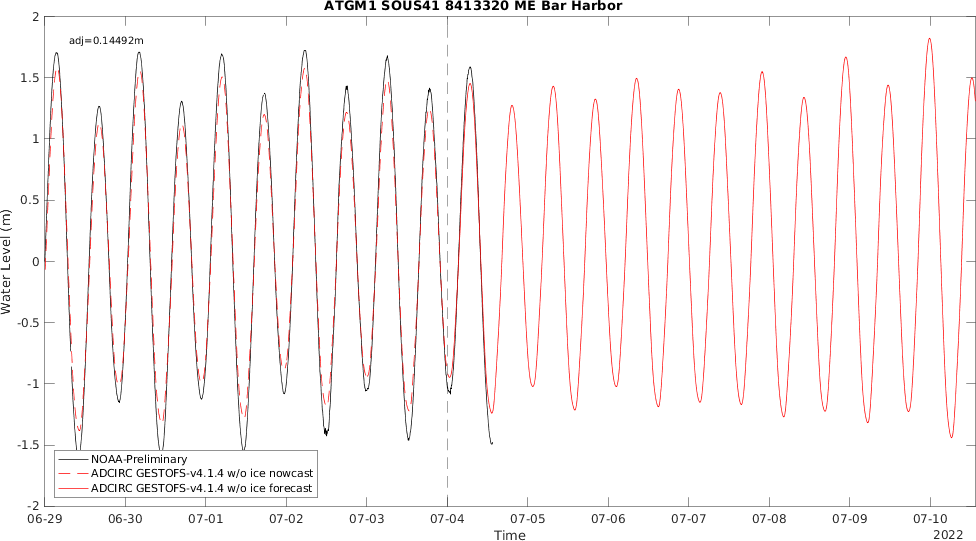 ATGM1 SOUS41 8413320 ME Bar Harbor
adj=0.14492m
2
1.5
1
0.5
0
-0.5
-1
-1.5
-2
Water Level (m)
NOAA-Preliminary
ADCIRC GESTOFS-v4.1.4 w/o ice nowcast
ADCIRC GESTOFS-v4.1.4 w/o ice forecast
06-29 06-30 07-01 07-02 07-03 07-04 07-05 07-06 07-07 07-08 07-09 07-10
Time
2022